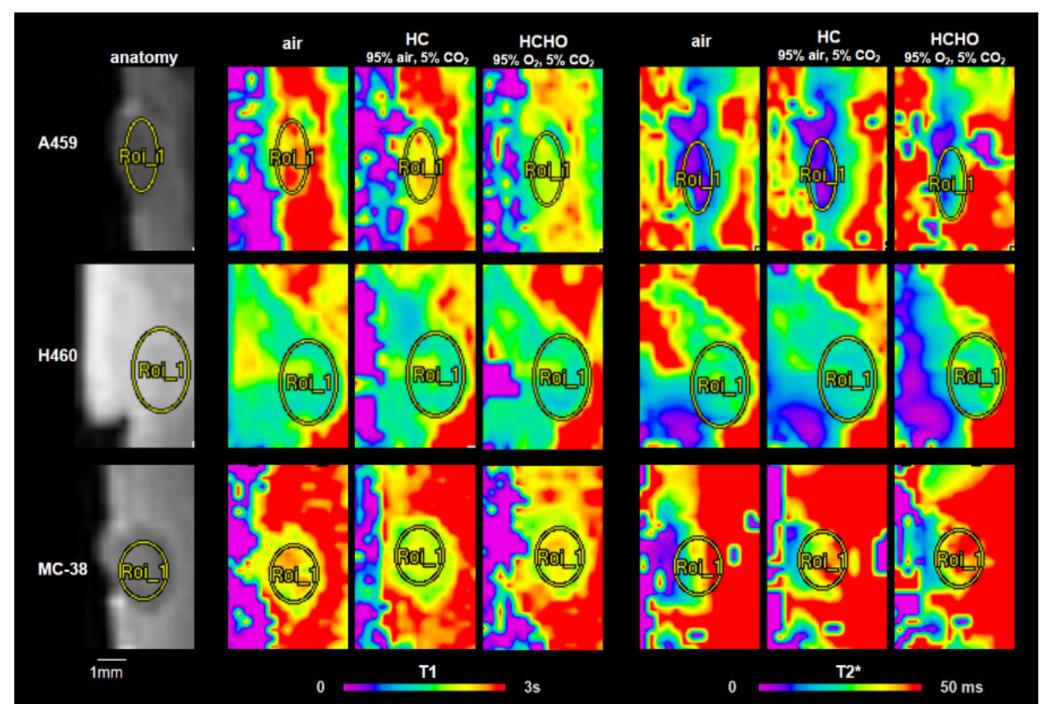 anatomy
air
HC
95% air, 5% CO₂
HCHO
95% O₂, 5% CO₂
air
HC
95% air, 5% CO₂
HCHO
95% O₂, 5% CO₂
A459
Roi_1
Roi_1
Roi_1
Roi_1
Roi_1
Roi_1
Roi_1
H460
Roi_1
Roi_1
Roi_1
Roi_1
Roi_1
Roi_1
Roi_1
MC-38
Roi_1
Roi_1
Roi_1
Roi_1
Roi_1
Roi_1
Roi_1
1mm
T1
0
3s
T2*
0
50 ms